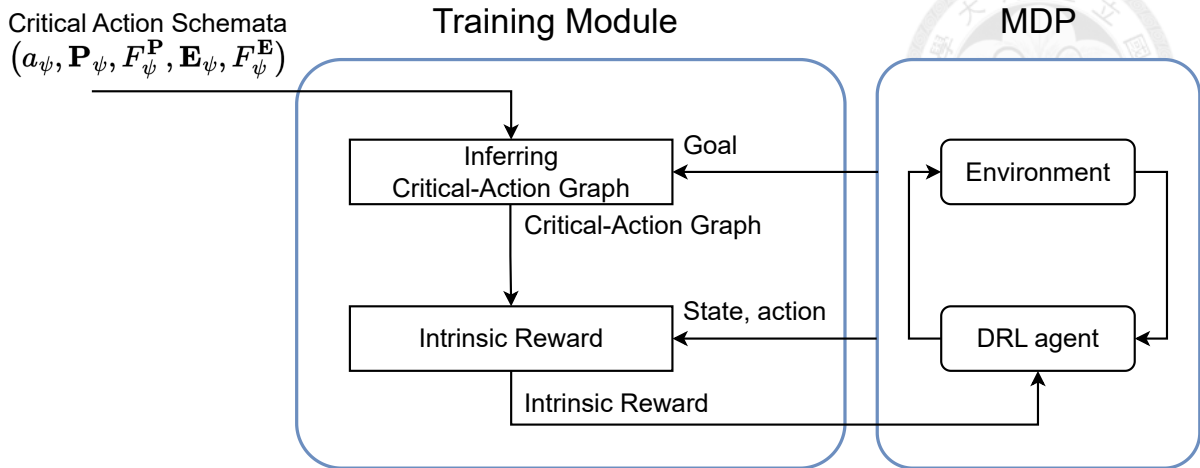 Training Module
MDP
Critical Action Schemata
(a_ψ, P_ψ, F_ψ^P, E_ψ, F_ψ^E)
Inferring
Critical-Action Graph
Goal
Environment
Critical-Action Graph
State, action
Intrinsic Reward
DRL agent
Intrinsic Reward